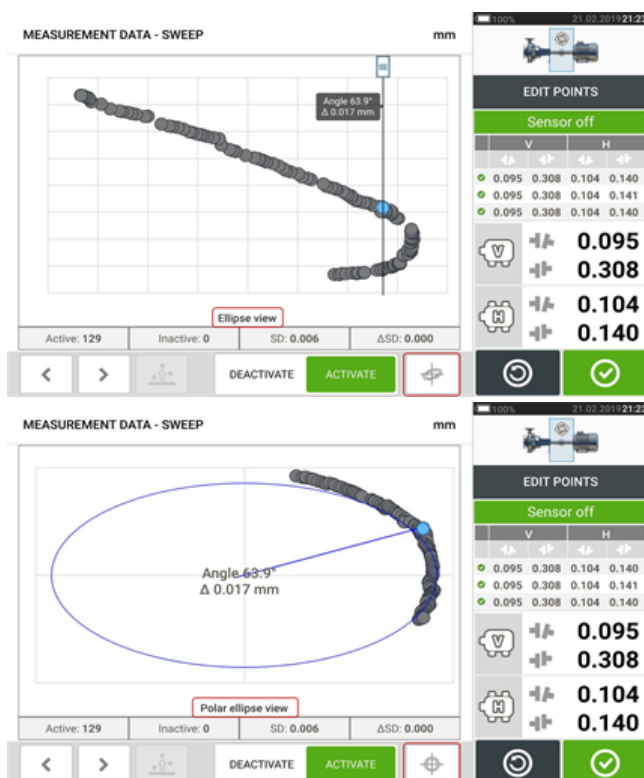 100% 21.02.2019 21:23
MEASUREMENT DATA - SWEEP mm
Angle 63.9°
Δ 0.017 mm
EDIT POINTS
Sensor off
V H
0.095 0.308 0.104 0.140
0.095 0.308 0.104 0.141
0.095 0.308 0.104 0.140
V 0.095
0.308
H 0.104
0.140
Ellipse view
Active: 129 Inactive: 0 SD: 0.006 ΔSD: 0.000
DEACTIVATE ACTIVATE
100% 21.02.2019 21:23
MEASUREMENT DATA - SWEEP mm
EDIT POINTS
Sensor off
V H
0.095 0.308 0.104 0.140
0.095 0.308 0.104 0.141
0.095 0.308 0.104 0.140
Angle 63.9°
Δ 0.017 mm
V 0.095
0.308
H 0.104
0.140
Polar ellipse view
Active: 129 Inactive: 0 SD: 0.006 ΔSD: 0.000
DEACTIVATE ACTIVATE